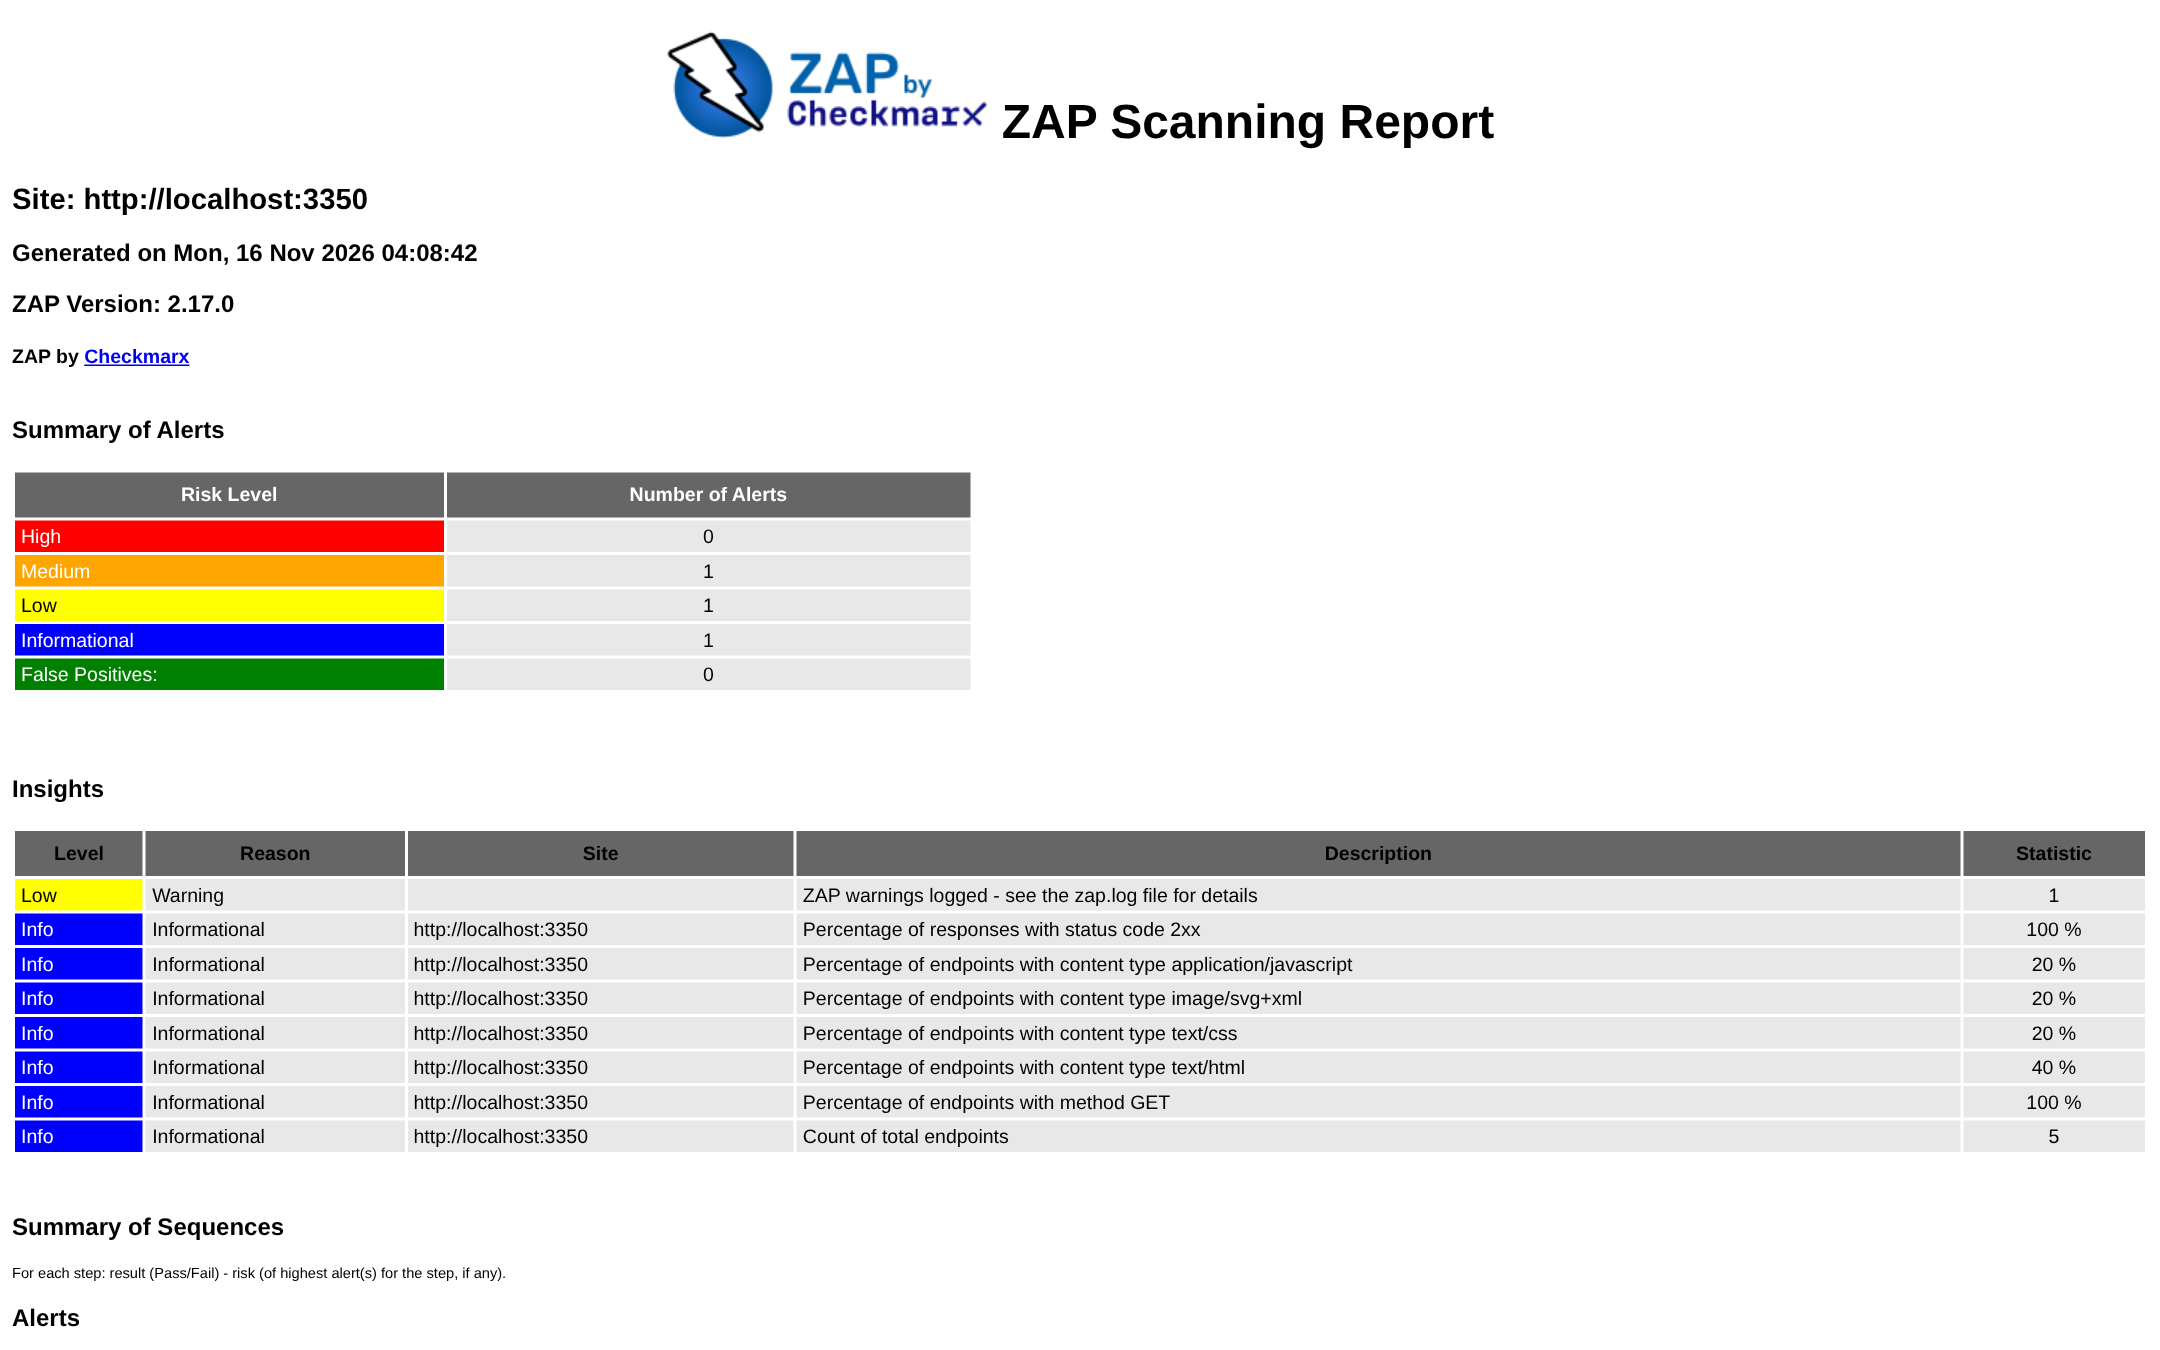 ZAP by
Checkmarx ZAP Scanning Report
Site: http://localhost:3350
Generated on Mon, 16 Nov 2026 04:08:42
ZAP Version: 2.17.0
ZAP by Checkmarx
Summary of Alerts
Risk Level Number of Alerts
High 0
Medium 1
Low 1
Informational 1
False Positives: 0
Insights
Level Reason Site Description Statistic
Low Warning ZAP warnings logged - see the zap.log file for details 1
Info Informational http://localhost:3350 Percentage of responses with status code 2xx 100 %
Info Informational http://localhost:3350 Percentage of endpoints with content type application/javascript 20 %
Info Informational http://localhost:3350 Percentage of endpoints with content type image/svg+xml 20 %
Info Informational http://localhost:3350 Percentage of endpoints with content type text/css 20 %
Info Informational http://localhost:3350 Percentage of endpoints with content type text/html 40 %
Info Informational http://localhost:3350 Percentage of endpoints with method GET 100 %
Info Informational http://localhost:3350 Count of total endpoints 5
Summary of Sequences
For each step: result (Pass/Fail) - risk (of highest alert(s) for the step, if any).
Alerts